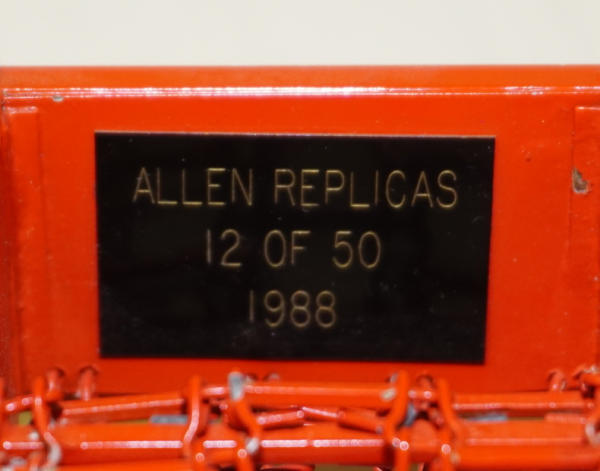 ALLEN REPLICAS
12 OF 50
1988